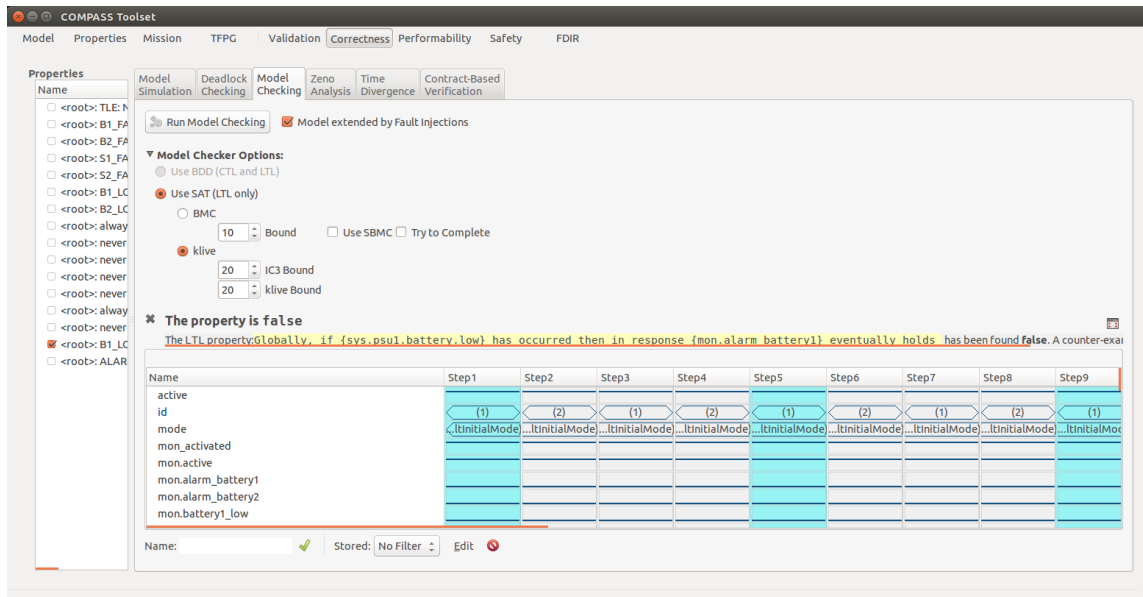 COMPASS Toolset
Model Properties Mission TFPG Validation Correctness Performability Safety FDIR
Properties
Name
<root>: TLE: N
<root>: B1_FA
<root>: B2_FA
<root>: S1_FA
<root>: S2_FA
<root>: B1_LO
<root>: B2_LO
<root>: alway
<root>: never
<root>: never
<root>: never
<root>: never
<root>: alway
<root>: never
<root>: B1_LO
<root>: ALAR
Model Simulation
Deadlock Checking
Model Checking
Zeno Analysis
Time Divergence
Contract-Based Verification
Run Model Checking Model extended by Fault Injections
Model Checker Options:
Use BDD (CTL and LTL)
Use SAT (LTL only)
BMC
10 Bound Use SBMC Try to Complete
klive
20 IC3 Bound
20 klive Bound
The property is false
The LTL property:Globally, if {sys.psu1.battery.low} has occurred then in response {mon.alarm_battery1} eventually holds has been found false. A counter-exa
Name Step1 Step2 Step3 Step4 Step5 Step6 Step7 Step8 Step9
active
id (1) (2) (1) (2) (1) (2) (1) (2) (1)
mode ...ltInitialMode) ...ltInitialMode) ...ltInitialMode) ...ltInitialMode) ...ltInitialMode) ...ltInitialMode) ...ltInitialMode) ...ltInitialMode) ...ltInitialMod
mon_activated
mon.active
mon.alarm_battery1
mon.alarm_battery2
mon.battery1_low
Name: Stored: No Filter Edit